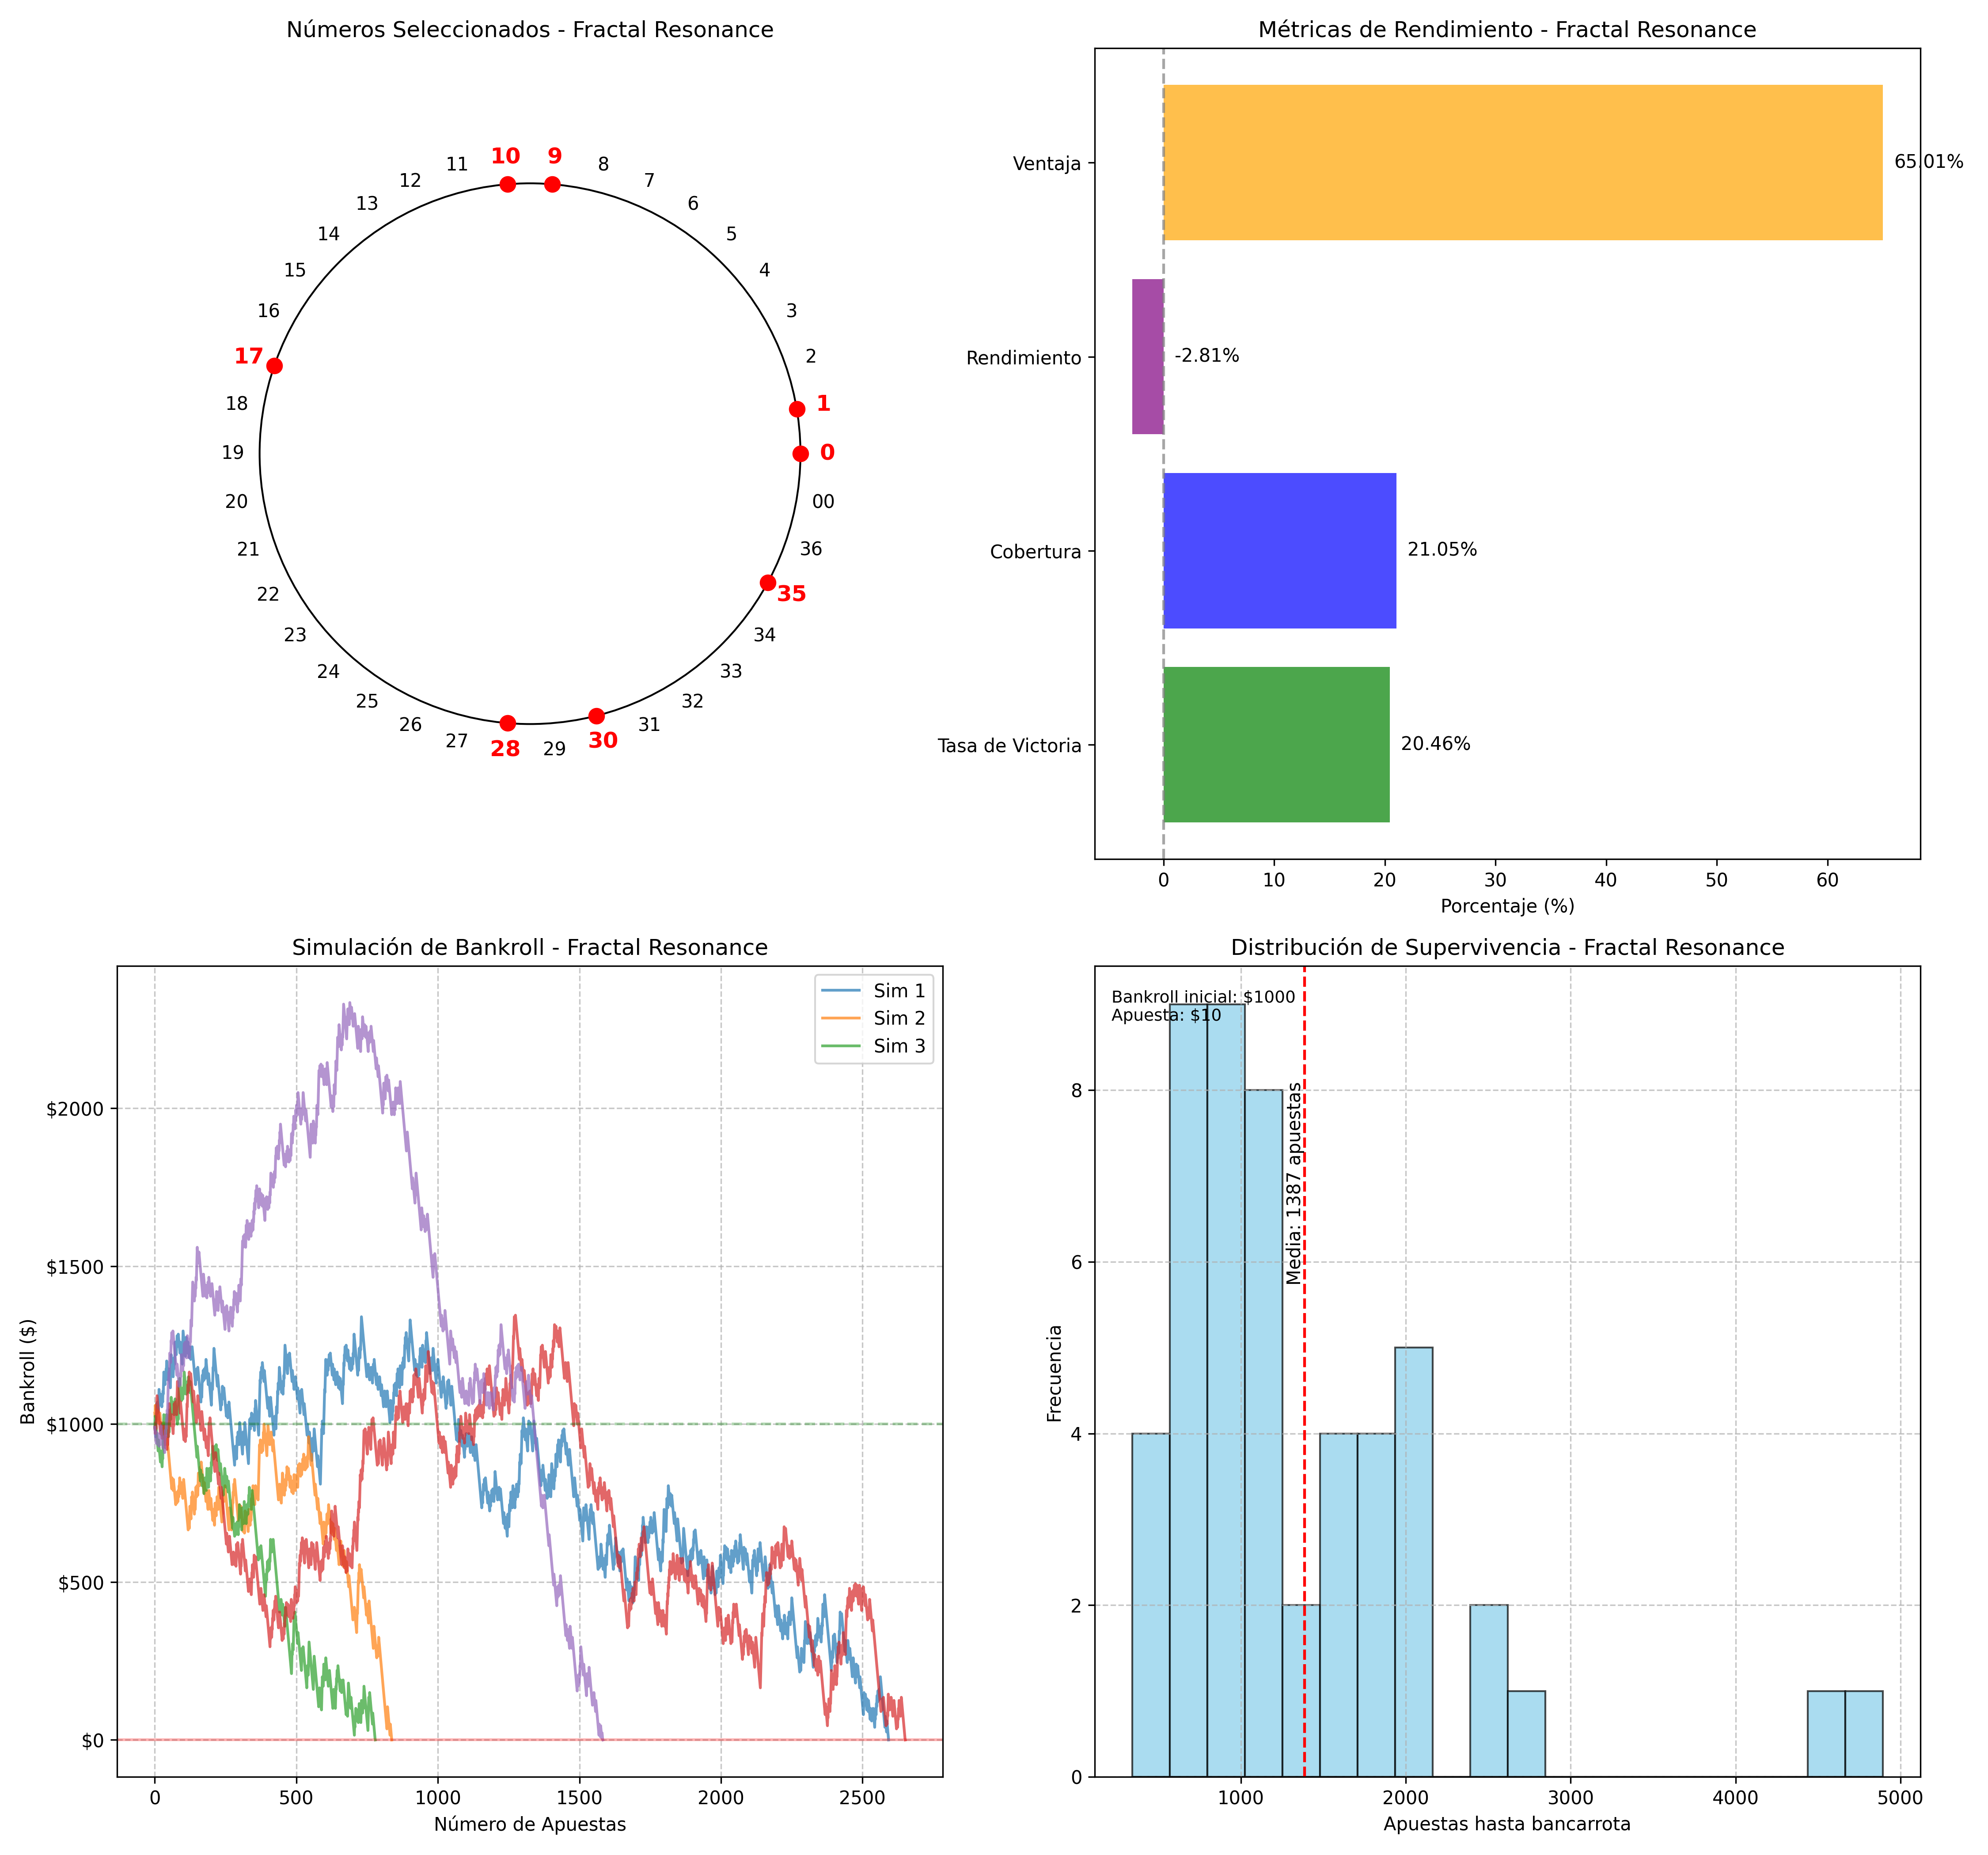 Números Seleccionados - Fractal Resonance
10
9
11
8
12
7
13
6
14
5
15
4
16
3
17
2
18
1
19
0
20
00
21
36
22
35
23
34
24
33
25
32
26
31
27
30
28
29
Métricas de Rendimiento - Fractal Resonance
Ventaja
65.01%
Rendimiento
-2.81%
Cobertura
21.05%
Tasa de Victoria
20.46%
0 10 20 30 40 50 60
Porcentaje (%)
Simulación de Bankroll - Fractal Resonance
Sim 1
Sim 2
Sim 3
Bankroll ($)
$2000
$1500
$1000
$500
$0
0 500 1000 1500 2000 2500
Número de Apuestas
Distribución de Supervivencia - Fractal Resonance
Bankroll inicial: $1000
Apuesta: $10
Media: 1387 apuestas
Frecuencia
8
6
4
2
0
1000 2000 3000 4000 5000
Apuestas hasta bancarrota